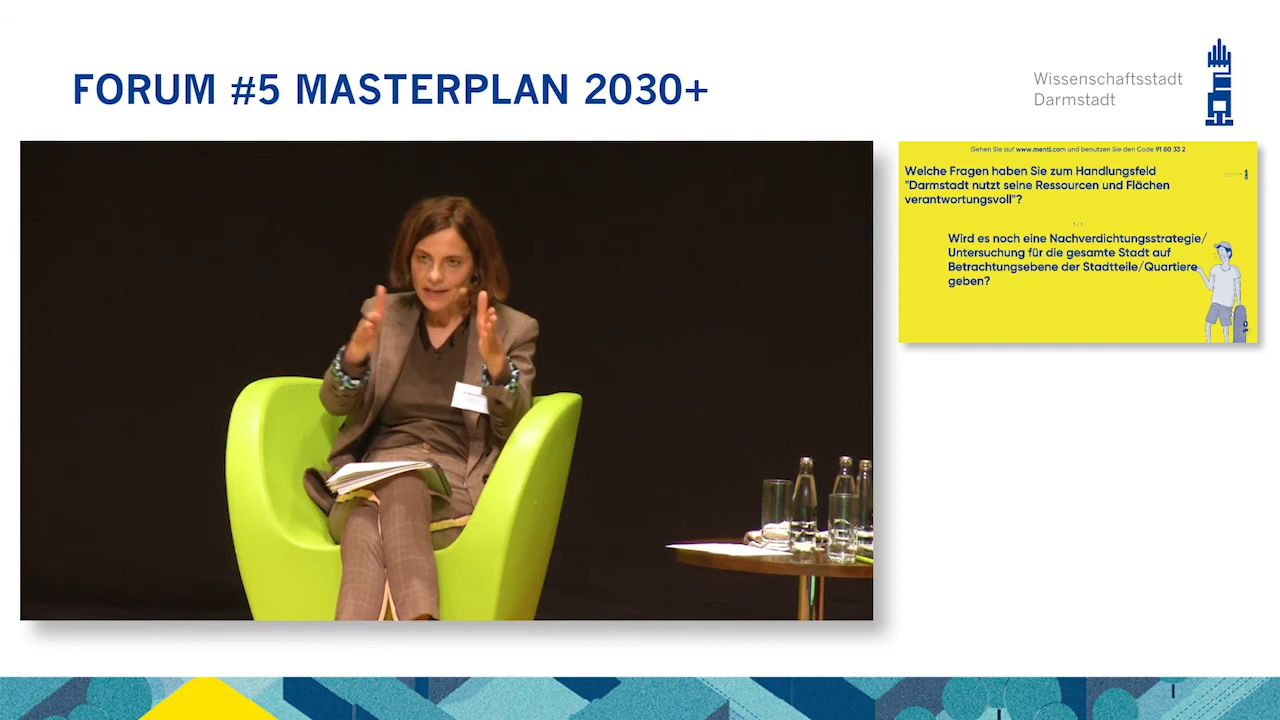 FORUM #5 MASTERPLAN 2030+
Wissenschaftsstadt
Darmstadt
Gehen Sie auf www.menti.com und benutzen Sie den Code 91 80 33 2
Welche Fragen haben Sie zum Handlungsfeld
"Darmstadt nutzt seine Ressourcen und Flächen
verantwortungsvoll"?
1 / 1
Wird es noch eine Nachverdichtungsstrategie/
Untersuchung für die gesamte Stadt auf
Betrachtungsebene der Stadtteile/Quartiere
geben?